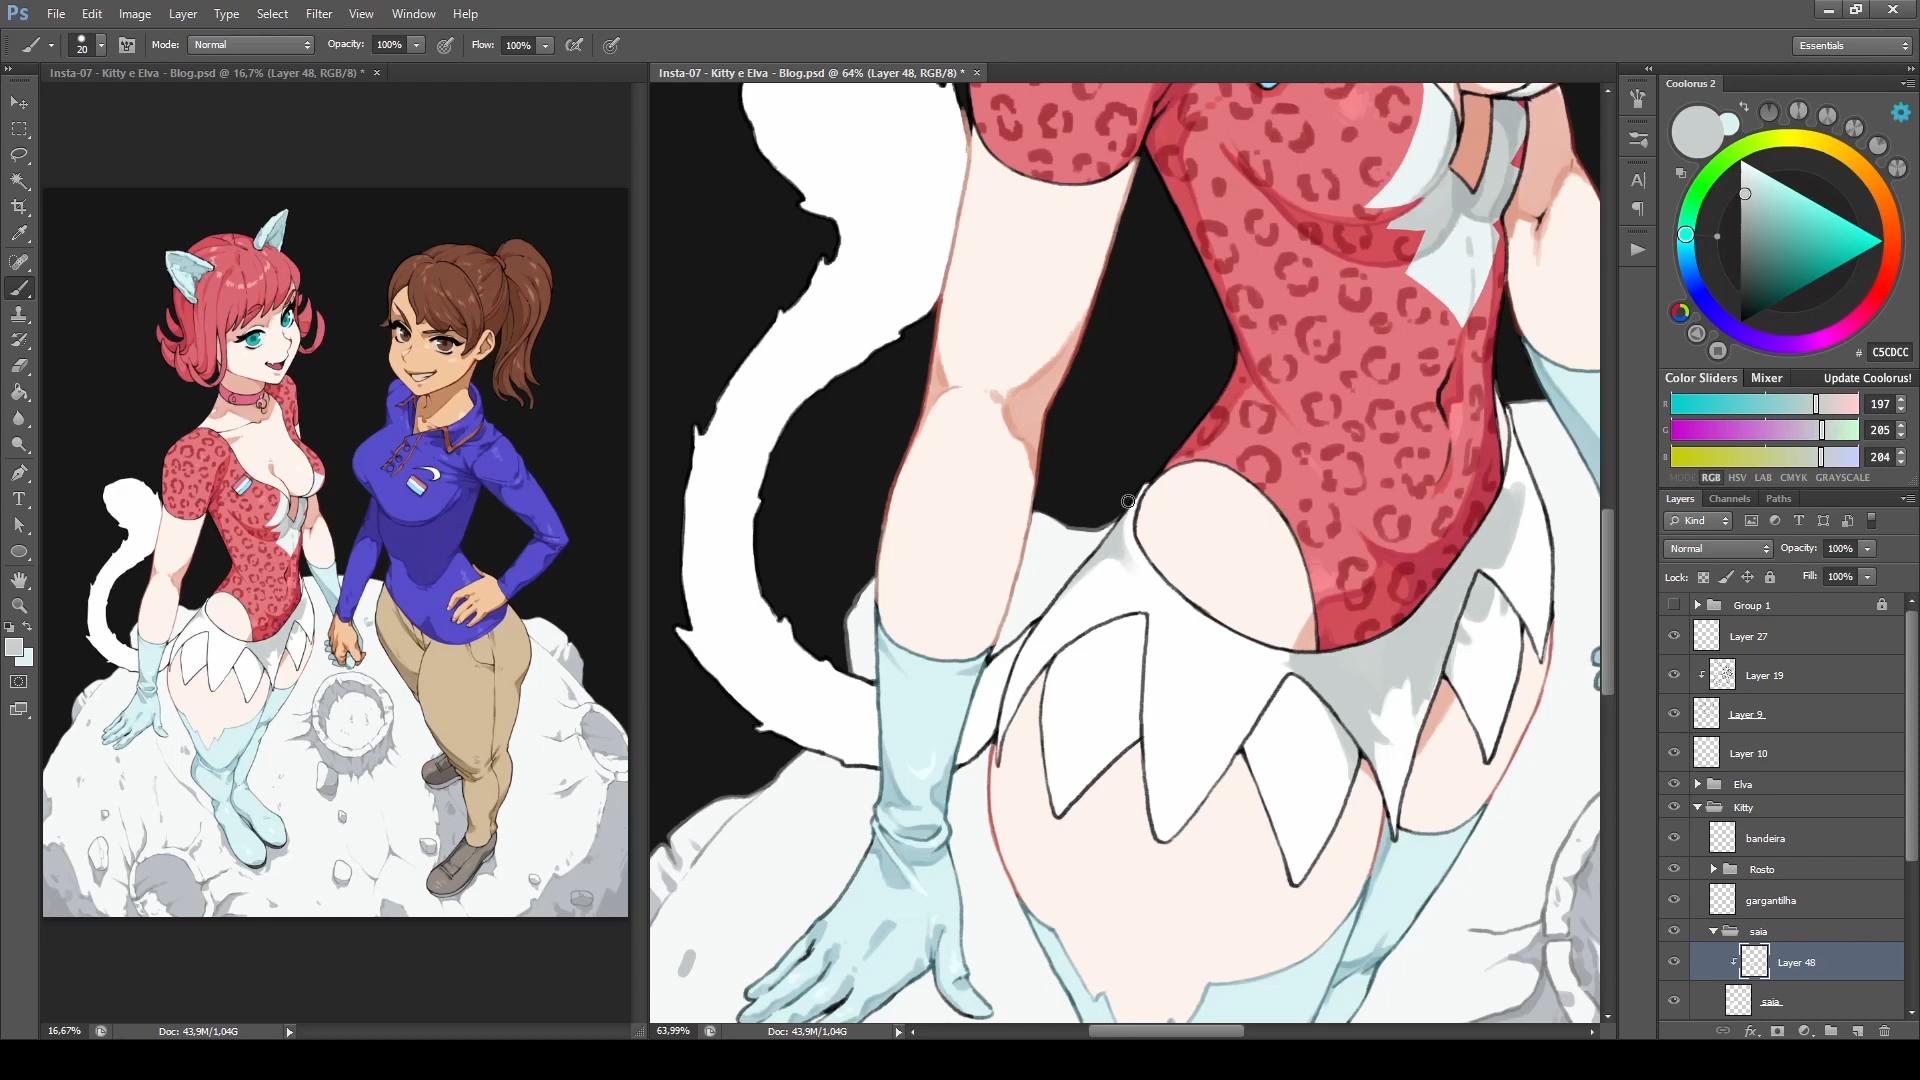 Ps File Edit Image Layer Type Select Filter Extract View Window Help
20 Mode: Normal Opacity: 100% Flow: 100% Essentials
Insta-07 - Kitty e Elva - Blog.psd @ 16,7% (Layer 48, RGB/8) * ×
Insta-07 - Kitty e Elva - Blog.psd @ 64% (Layer 48, RGB/8) * ×
Coolorus 2
# C5CDCC
Color Sliders Mixer Update Coolorus!
R 197
G 205
B 204
MODE RGB HSV LAB CMYK GRAYSCALE
Layers Channels Paths
Kind
Normal Opacity: 100%
Lock: Fill: 100%
Group 1
Layer 27
Layer 19
Layer 9
Layer 10
Elva
Kitty
bandeira
Rosto
gargantilha
saia
Layer 48
saia
16,67% Doc: 43,9M/1,04G
63,99% Doc: 43,9M/1,04G